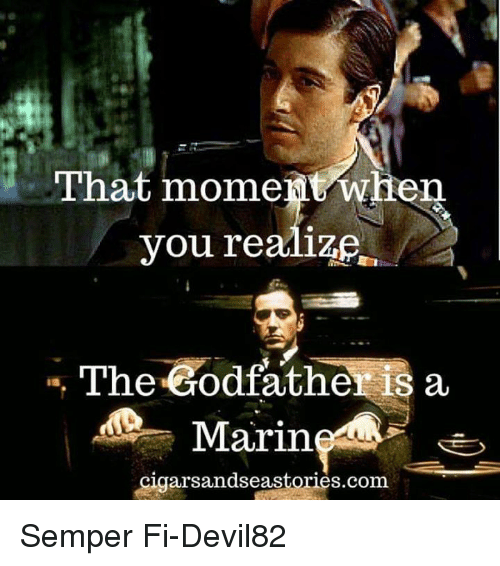 That moment when
you realize
The Godfather is a
Marine
cigarsandseastories.com
Semper Fi-Devil82